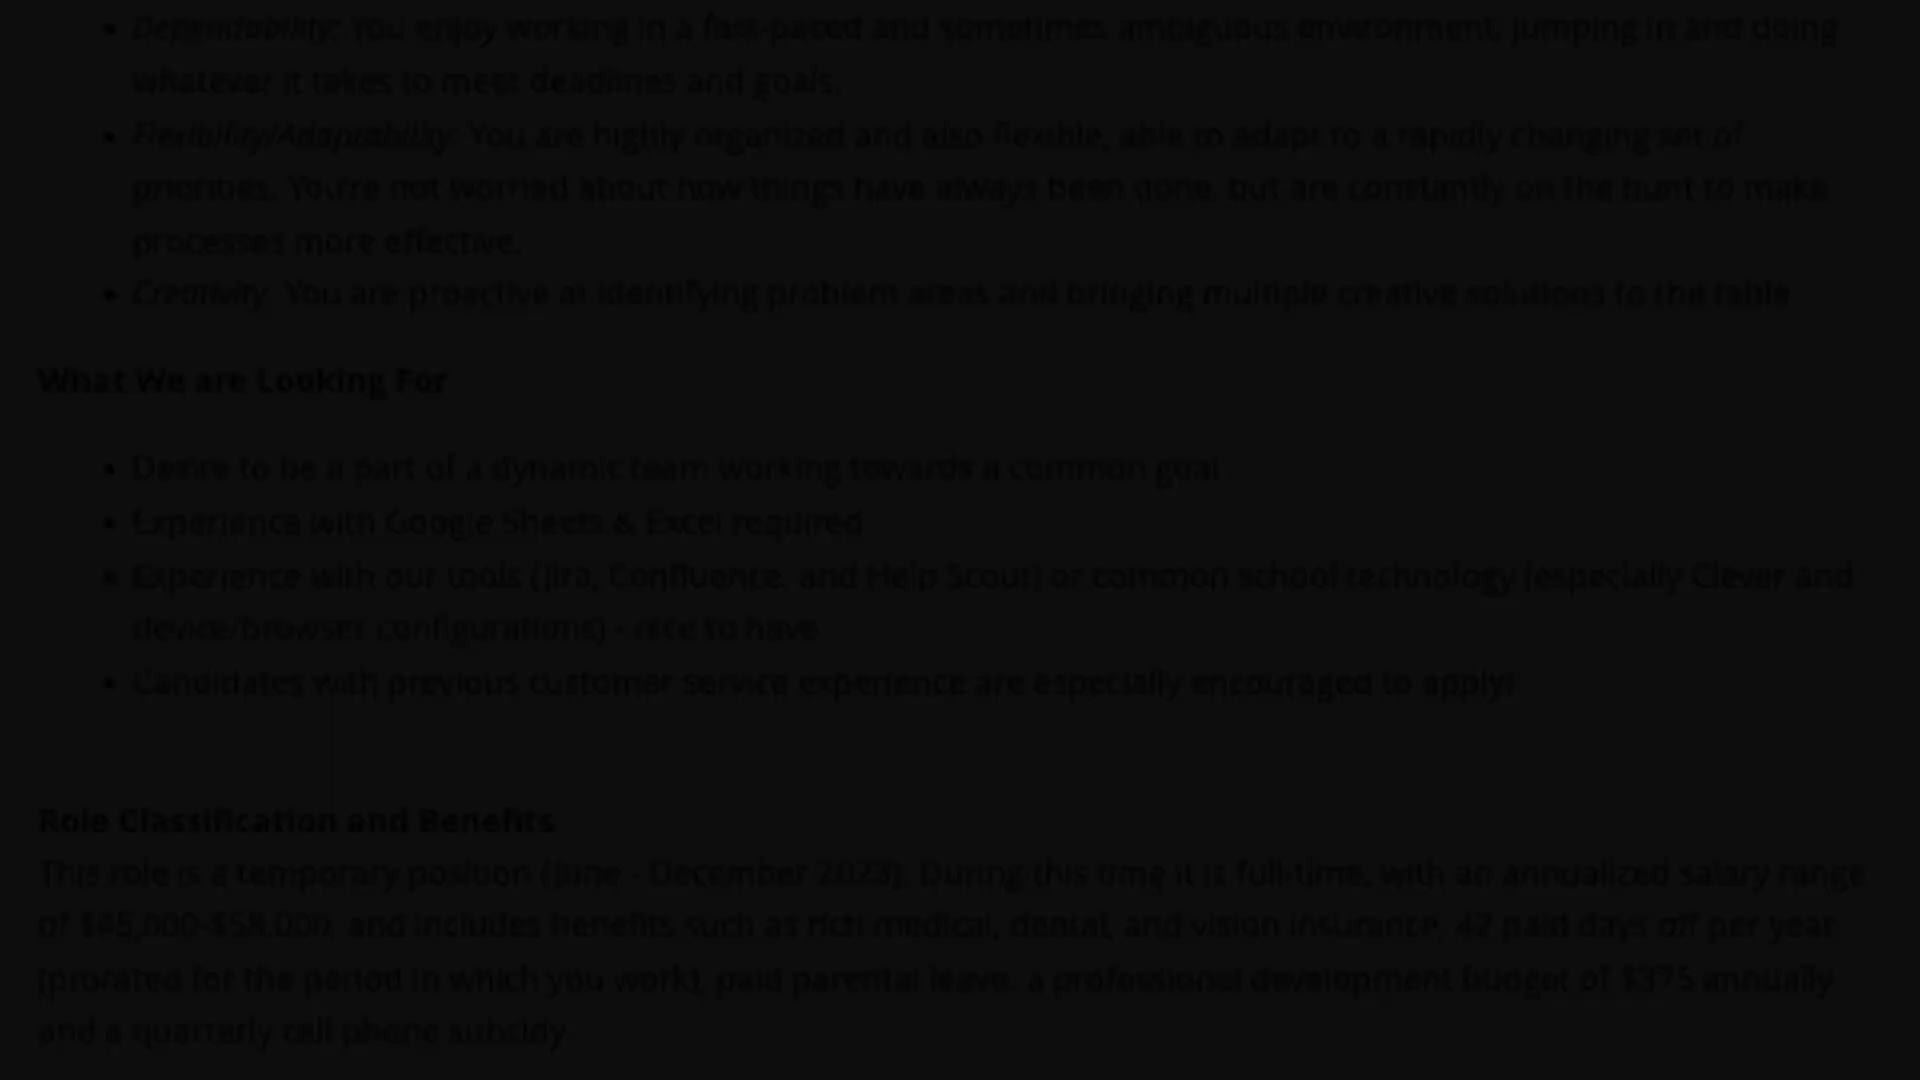 • Dependability: You enjoy working in a fast-paced and sometimes ambiguous environment, jumping in and doing
whatever it takes to meet deadlines and goals.
• Flexibility/Adaptability: You are highly organized and also flexible, able to adapt to a rapidly changing set of
priorities. You're not worried about how things have always been done, but are constantly on the hunt to make
processes more effective.
• Creativity: You are proactive at identifying problem areas and bringing multiple creative solutions to the table
What We are Looking For
• Desire to be a part of a dynamic team working towards a common goal
• Experience with Google Sheets & Excel required
• Experience with our tools (Jira, Confluence, and Help Scout) or common school technology (especially Clever and
device/browser configurations) - nice to have
• Candidates with previous customer service experience are especially encouraged to apply!
Role Classification and Benefits
This role is a temporary position (June - December 2023). During this time it is full-time, with an annualized salary range
of $45,000-$58,000, and includes benefits such as rich medical, dental, and vision insurance, 42 paid days off per year
(prorated for the period in which you work), paid parental leave, a professional development budget of $375 annually
and a quarterly cell phone subsidy.